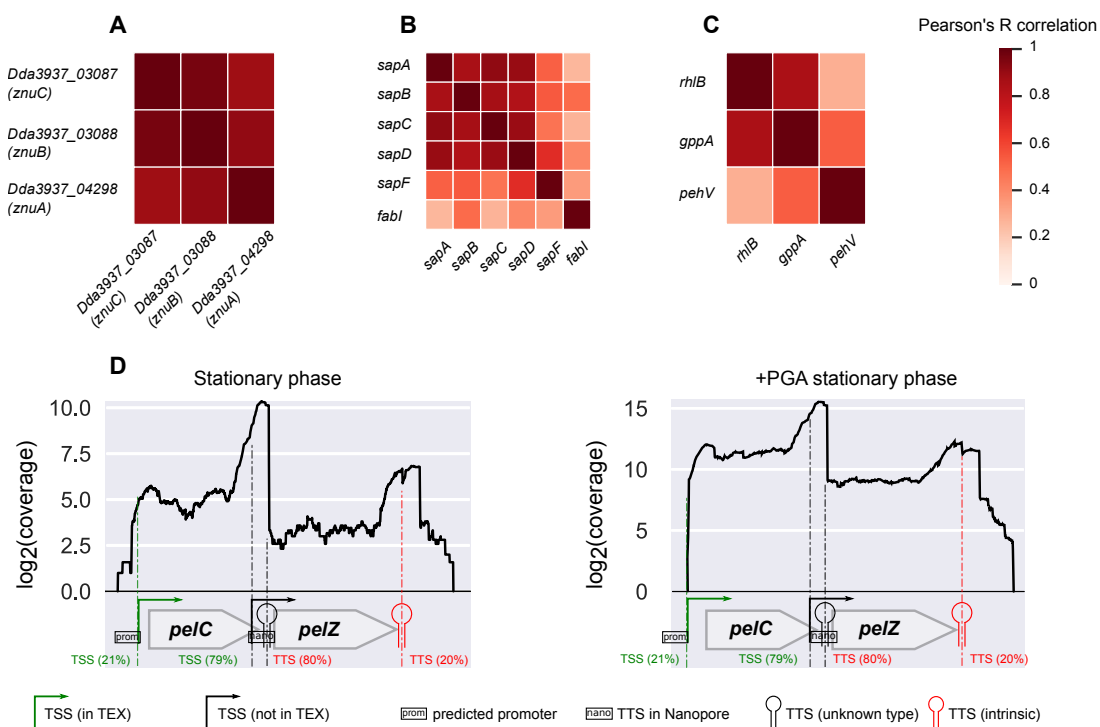 A
Dda3937_03087
(znuC)
Dda3937_03088
(znuB)
Dda3937_04298
(znuA)
Dda3937_03087
(znuC)
Dda3937_03088
(znuB)
Dda3937_04298
(znuA)
B
sapA
sapB
sapC
sapD
sapF
fabI
sapA
sapB
sapC
sapD
sapF
fabI
C
rhlB
gppA
pehV
rhlB
gppA
pehV
Pearson's R correlation
1
0.8
0.6
0.4
0.2
0
D
Stationary phase
log2(coverage)
10.0
7.5
5.0
2.5
0.0
prom
pelC
nano
pelZ
TSS (21%)
TSS (79%)
TTS (80%)
TTS (20%)
+PGA stationary phase
log2(coverage)
15
10
5
0
prom
pelC
nano
pelZ
TSS (21%)
TSS (79%)
TTS (80%)
TTS (20%)
TSS (in TEX)
TSS (not in TEX)
prom predicted promoter
nano TTS in Nanopore
TTS (unknown type)
TTS (intrinsic)